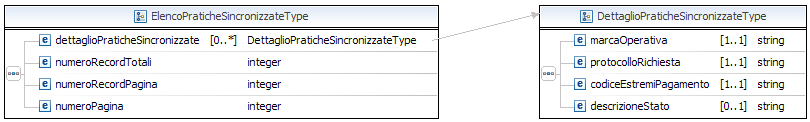 ElencoPraticheSincronizzateType
e dettaglioPraticheSincronizzate [0..*] DettaglioPraticheSincronizzateType
e numeroRecordTotali integer
e numeroRecordPagina integer
e numeroPagina integer
DettaglioPraticheSincronizzateType
e marcaOperativa [1..1] string
e protocolloRichiesta [1..1] string
e codiceEstremiPagamento [1..1] string
e descrizioneStato [0..1] string